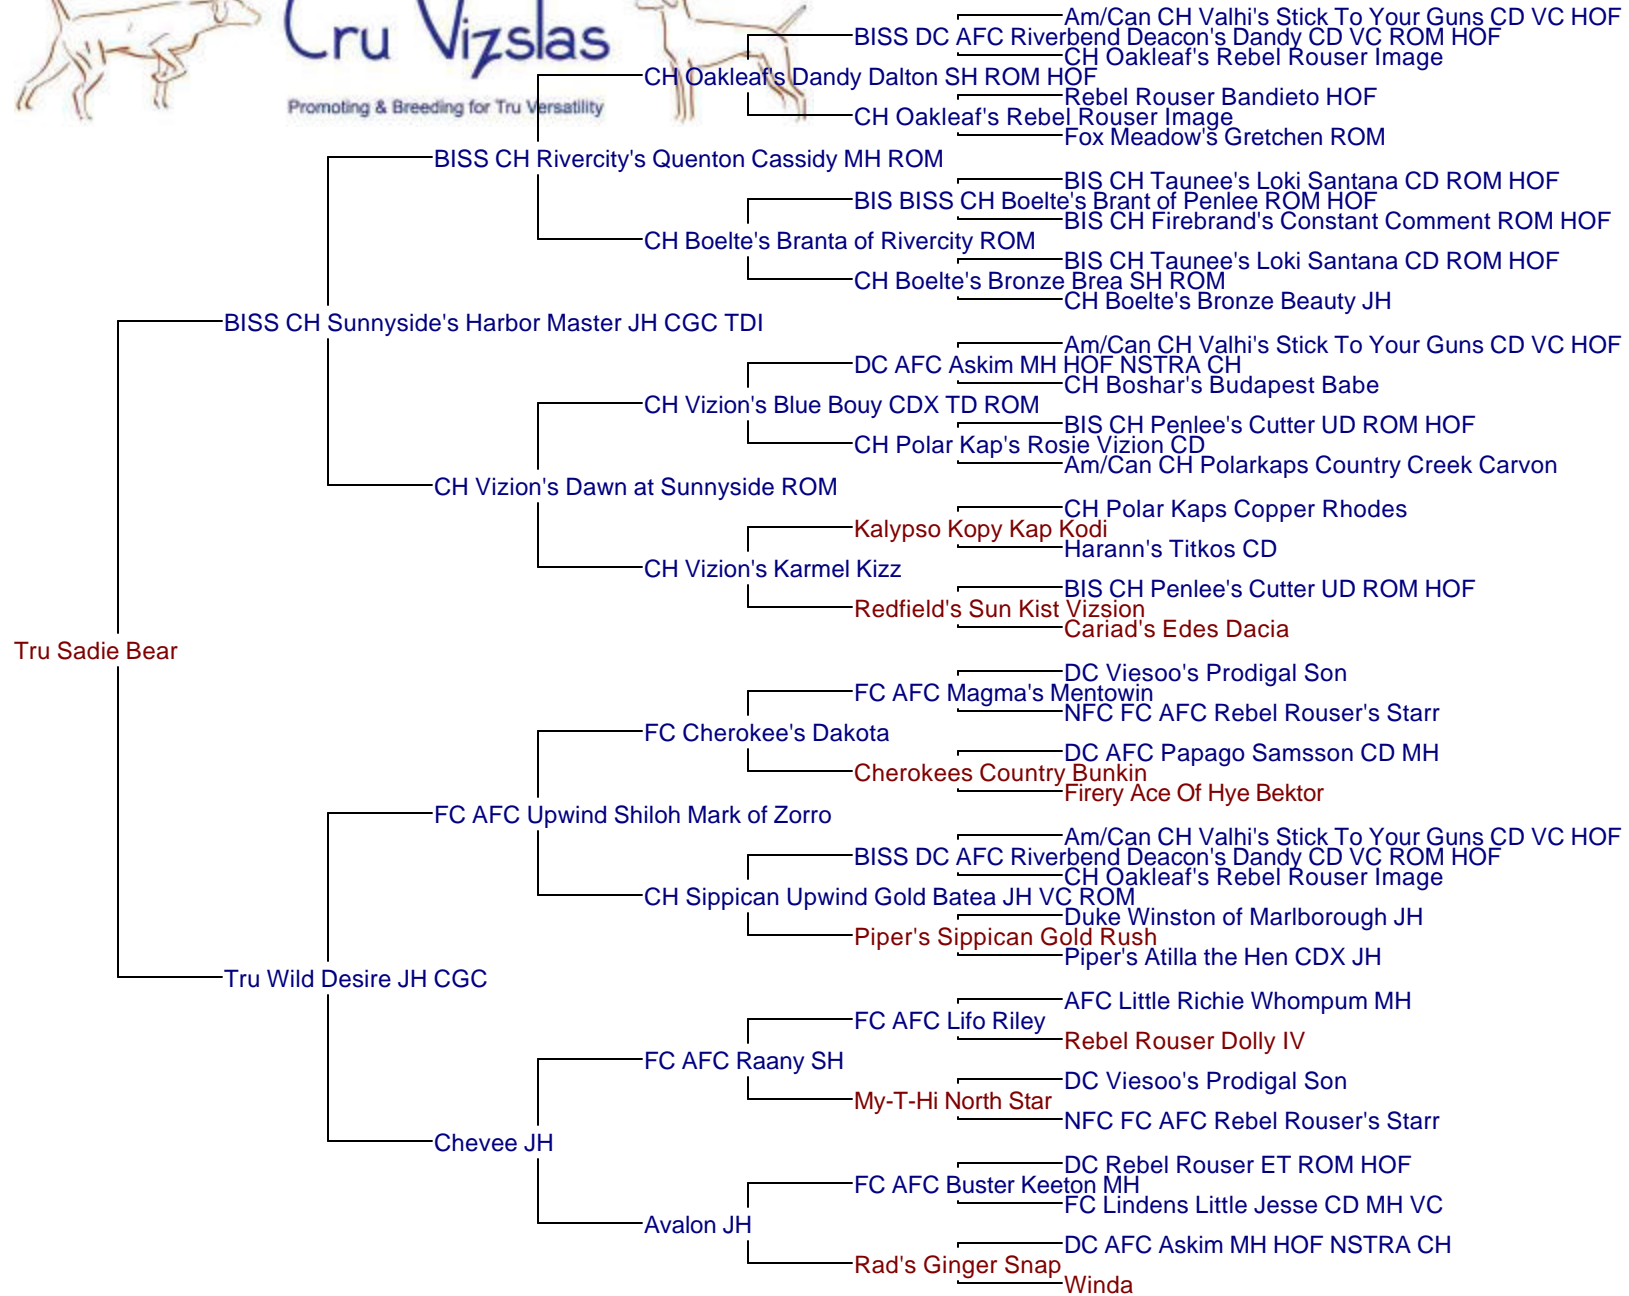 Cru Vizslas
Promoting & Breeding for Tru Versatility
Am/Can CH Valhi's Stick To Your Guns CD VC HOF
BISS DC AFC Riverbend Deacon's Dandy CD VC ROM HOF
CH Oakleaf's Rebel Rouser Image
CH Oakleaf's Dandy Dalton SH ROM HOF
Rebel Rouser Bandieto HOF
CH Oakleaf's Rebel Rouser Image
Fox Meadow's Gretchen ROM
BISS CH Rivercity's Quenton Cassidy MH ROM
BIS CH Taunee's Loki Santana CD ROM HOF
BIS BISS CH Boelte's Brant of Penlee ROM HOF
BIS CH Firebrand's Constant Comment ROM HOF
CH Boelte's Branta of Rivercity ROM
BIS CH Taunee's Loki Santana CD ROM HOF
CH Boelte's Bronze Brea SH ROM
CH Boelte's Bronze Beauty JH
BISS CH Sunnyside's Harbor Master JH CGC TDI
Am/Can CH Valhi's Stick To Your Guns CD VC HOF
DC AFC Askim MH HOF NSTRA CH
CH Boshar's Budapest Babe
CH Vizion's Blue Bouy CDX TD ROM
BIS CH Penlee's Cutter UD ROM HOF
CH Polar Kap's Rosie Vizion CD
Am/Can CH Polarkaps Country Creek Carvon
CH Vizion's Dawn at Sunnyside ROM
CH Polar Kaps Copper Rhodes
Kalypso Kopy Kap Kodi
Harann's Titkos CD
CH Vizion's Karmel Kizz
BIS CH Penlee's Cutter UD ROM HOF
Redfield's Sun Kist Vizsion
Cariad's Edes Dacia
Tru Sadie Bear
DC Viesoo's Prodigal Son
FC AFC Magma's Mentowin
NFC FC AFC Rebel Rouser's Starr
FC Cherokee's Dakota
DC AFC Papago Samsson CD MH
Cherokees Country Bunkin
Firery Ace Of Hye Bektor
FC AFC Upwind Shiloh Mark of Zorro
Am/Can CH Valhi's Stick To Your Guns CD VC HOF
BISS DC AFC Riverbend Deacon's Dandy CD VC ROM HOF
CH Oakleaf's Rebel Rouser Image
CH Sippican Upwind Gold Batea JH VC ROM
Duke Winston of Marlborough JH
Piper's Sippican Gold Rush
Piper's Atilla the Hen CDX JH
Tru Wild Desire JH CGC
AFC Little Richie Whompum MH
FC AFC Lifo Riley
Rebel Rouser Dolly IV
FC AFC Raany SH
DC Viesoo's Prodigal Son
My-T-Hi North Star
NFC FC AFC Rebel Rouser's Starr
Chevee JH
DC Rebel Rouser ET ROM HOF
FC AFC Buster Keeton MH
FC Lindens Little Jesse CD MH VC
Avalon JH
DC AFC Askim MH HOF NSTRA CH
Rad's Ginger Snap
Winda